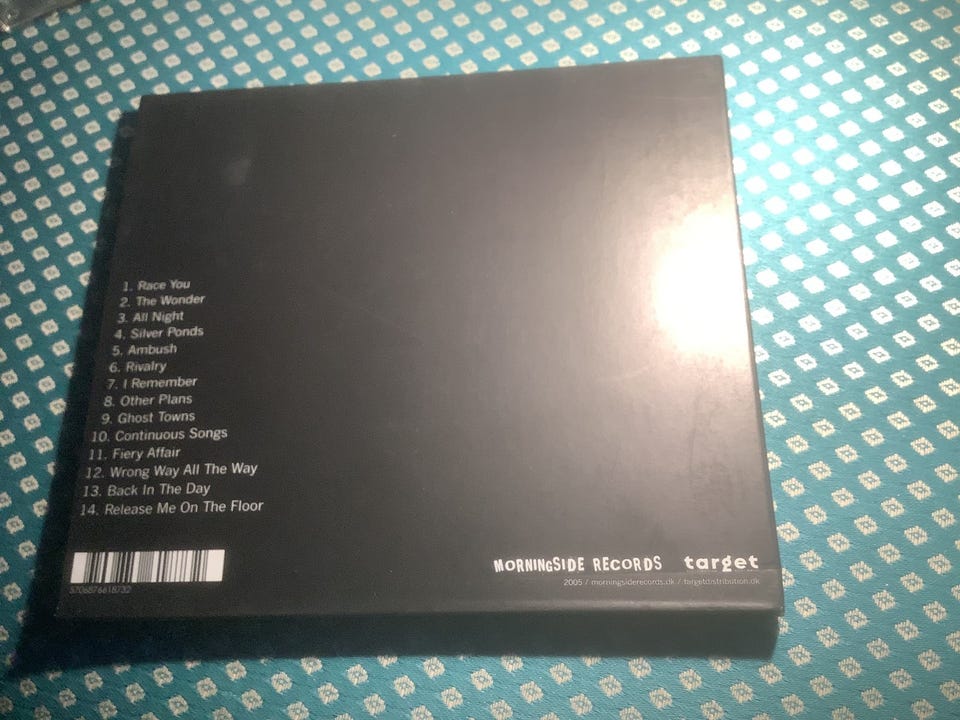 1. Race You
2. The Wonder
3. All Night
4. Silver Ponds
5. Ambush
6. Rivalry
7. I Remember
8. Other Plans
9. Ghost Towns
10. Continuous Songs
11. Fiery Affair
12. Wrong Way All The Way
13. Back In The Day
14. Release Me On The Floor
5706876618732
MORNINGSIDE RECORDS target
2005 / morningsiderecords.dk / targetdistribution.dk